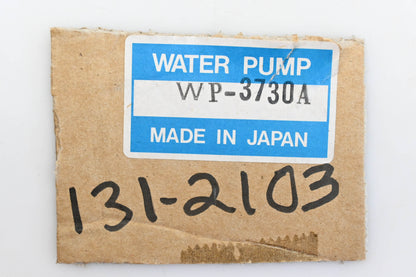 WATER PUMP
WP-3730A
MADE IN JAPAN
131-2103